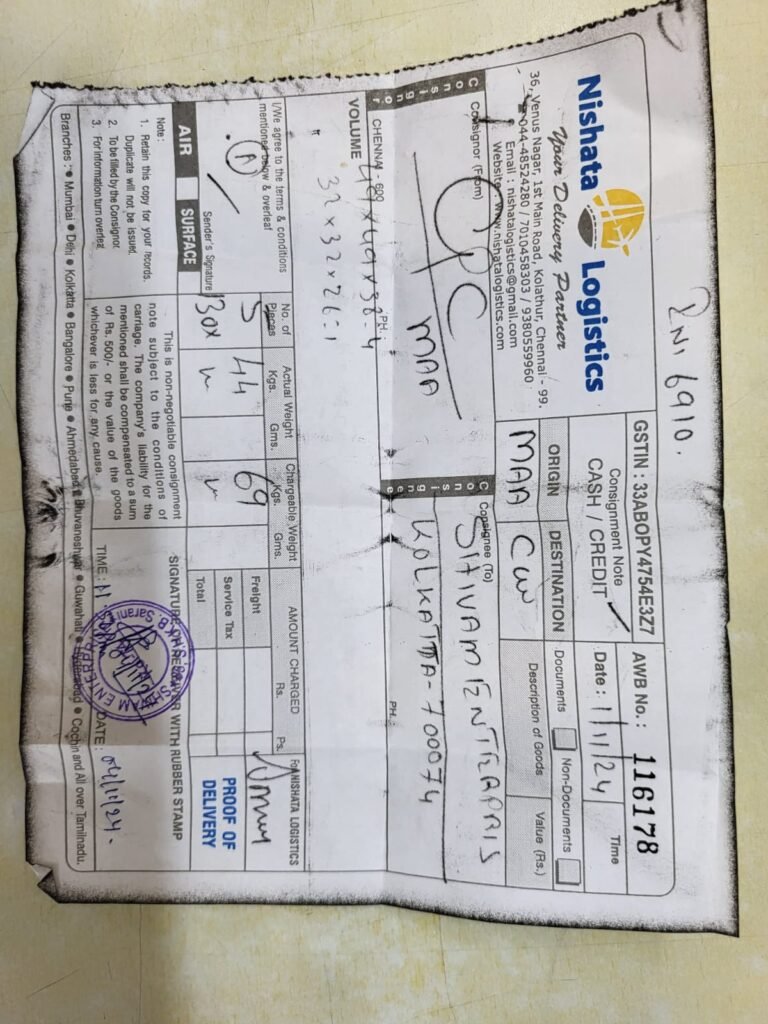 RNI 6910.
Nishata Logistics
Your Delivery Partner
36, Venus Nagar, 1st Main Road, Kolathur, Chennai - 99.
044-48524280 / 7010458303 / 9380559960
Email : nishatalogistics@gmail.com
Website : www.nishatalogistics.com
GSTIN : 33ABOPY4754E3Z7
Consignment Note
CASH / CREDIT ✓
AWB No. : 116178
Date : 1/11/24
Time
ORIGIN
MAA
DESTINATION
CCU
Documents
Non-Documents
Description of Goods
Value (Rs.)
Consignor
Consignor (From)
CPC
MAA
CHENNAI - 600
PH.:
Consignee
Consignee (To)
SHIVAM ENTERPRIS
KOLKATTA - 700074
PH.:
VOLUME 49x49x38=4
32x32x26=1
I/We agree to the terms & conditions
mentioned below & overleaf
Sender's Signature
No. of
Pieces
5
BOX
Actual Weight
Kgs. Gms.
44
Chargeable Weight
Kgs. Gms.
69
AMOUNT CHARGED
Rs. Ps.
Freight
Service Tax
Total
For NISHATA LOGISTICS
PROOF OF
DELIVERY
AIR SURFACE
Note :
1. Retain this copy for your records.
Duplicate will not be issued.
2. To be filled by the Consignor.
3. For information turn overleaf
This is non-negotiable consignment
note subject to the conditions of
carriage. The company's liability for the
mentioned shall be compensated to a sum
of Rs. 500/- or the value of the goods
whichever is less for any cause.
SIGNATURE OF RECEIVER WITH RUBBER STAMP
TIME :
DATE : 04/11/24.
Branches : • Mumbai • Delhi • Kolkatta • Bangalore • Pune • Ahmedabad • Bhuvaneshwar • Guwahati • Hyderabad • Cochin and All over Tamilnadu.